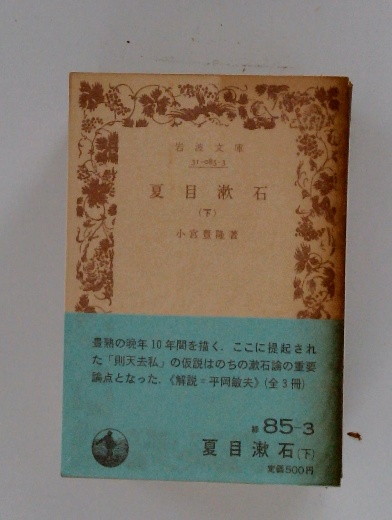 岩波文庫
31-085-3
夏目漱石
(下)
小宮豊隆著
豊熟の晩年10年間を描く. ここに提起され
た「則天去私」の仮説はのちの漱石論の重要
論点となった.《解説=平岡敏夫》(全3冊)
緑85-3
夏目漱石(下)
定価500円